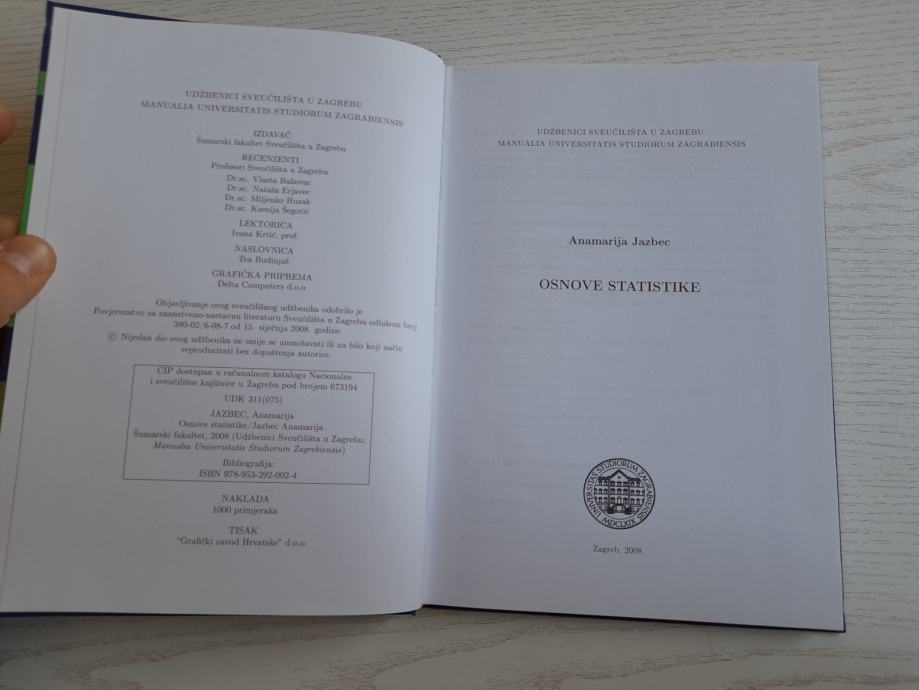 UDŽBENICI SVEUČILIŠTA U ZAGREBU
MANUALIA UNIVERSITATIS STUDIORUM ZAGRABIENSIS
IZDAVAČ
Šumarski fakultet Sveučilišta u Zagrebu
RECENZENTI
Profesori Sveučilišta u Zagrebu
Dr.sc. Vlasta Bahovac
Dr.sc. Nataša Erjavec
Dr.sc. Miljenko Huzak
Dr.sc. Ksenija Šegotić
LEKTORICA
Ivana Krtić, prof.
NASLOVNICA
Tea Budinjaš
GRAFIČKA PRIPREMA
Delta Computers d.o.o
Objavljivanje ovog sveučilišnog udžbenika odobrilo je
Povjerenstvo za znanstveno-nastavnu literaturu Sveučilišta u Zagrebu odlukom broj
380-02/6-08-7 od 15. siječnja 2008. godine.
© Nijedan dio ovog udžbenika ne smije se umnožavati ili na bilo koji način
reproducirati bez dopuštenja autorice.
CIP dostupan u računalnom katalogu Nacionalne
i sveučilišne knjižnice u Zagrebu pod brojem 673194
UDK 311(075)
JAZBEC, Anamarija
Osnove statistike/Jazbec Anamarija
Šumarski fakultet, 2008 (Udžbenici Sveučilišta u Zagrebu;
Manualia Universitatis Studiorum Zagrebiensis)
Bibliografija:
ISBN 978-953-292-002-4
NAKLADA
1000 primjeraka
TISAK
"Grafički zavod Hrvatske" d.o.o.
UDŽBENICI SVEUČILIŠTA U ZAGREBU
MANUALIA UNIVERSITATIS STUDIORUM ZAGRABIENSIS
Anamarija Jazbec
OSNOVE STATISTIKE
UNIVERSITAS STUDIORUM ZAGRABIENSIS
MDCLXIX
Zagreb, 2008.